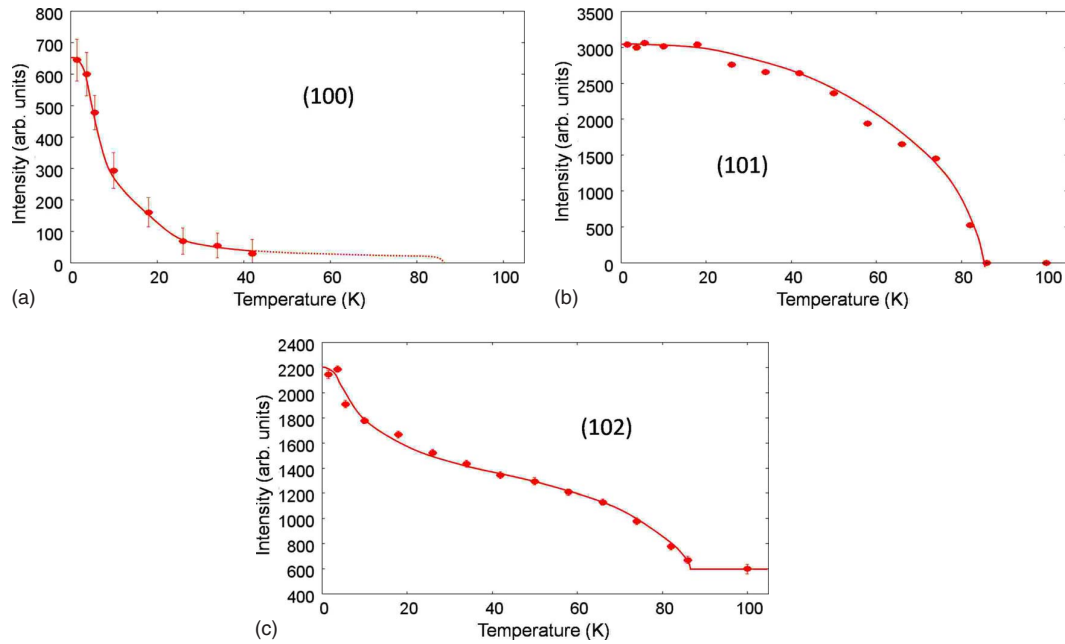 800
700
600
500
400
300
200
100
0
0 20 40 60 80 100
Intensity (arb. units)
Temperature (K)
(100)
(a)
3500
3000
2500
2000
1500
1000
500
0
0 20 40 60 80 100
Intensity (arb. units)
Temperature (K)
(101)
(b)
2400
2200
2000
1800
1600
1400
1200
1000
800
600
400
0 20 40 60 80 100
Intensity (arb. units)
Temperature (K)
(102)
(c)